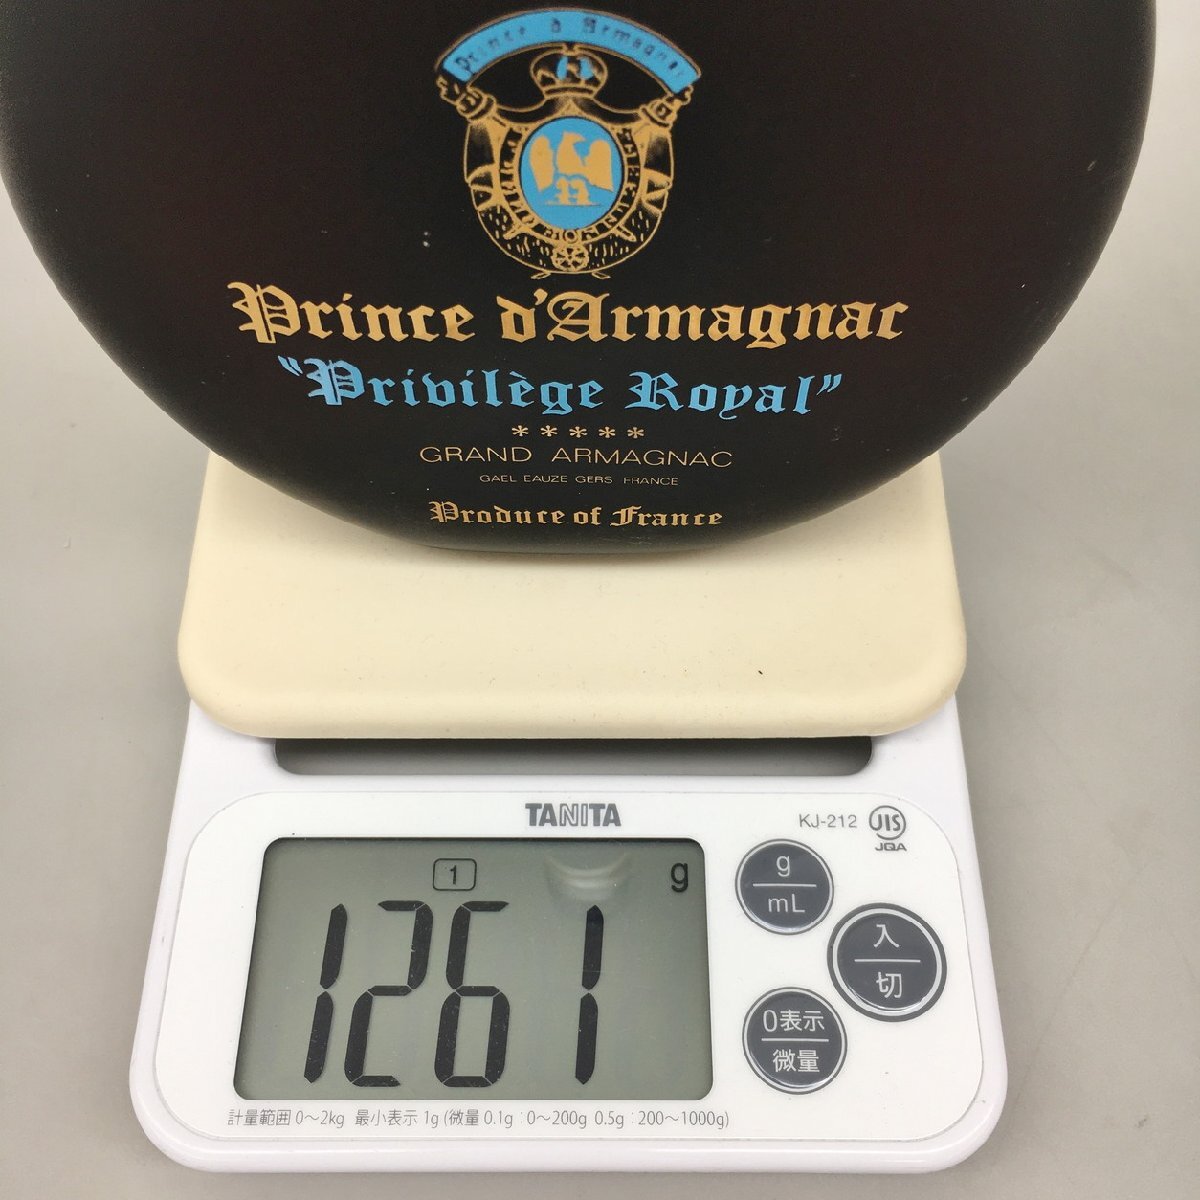 Prince d'Armagnac
Prince d'Armagnac
"Privilège Royal"
*****
GRAND ARMAGNAC
GAEL EAUZE GERS FRANCE
Produce of France
TANITA
KJ-212 JIS
JQA
1
g
1261
g
mL
入
切
0表示
微量
計量範囲 0～2kg 最小表示 1g (微量 0.1g : 0～200g 0.5g : 200～1000g)